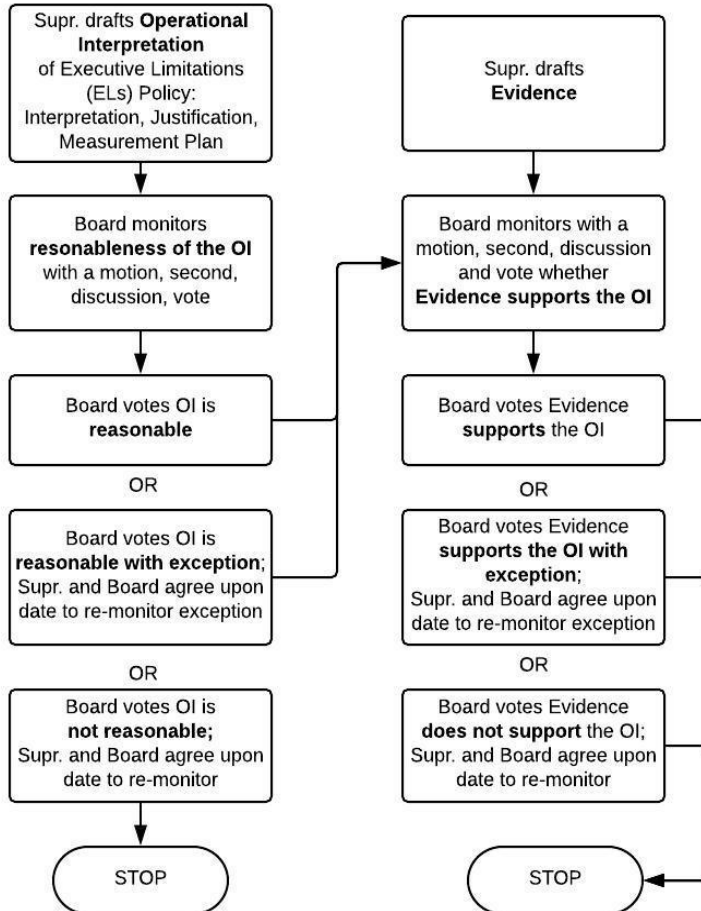 Supr. drafts Operational
Interpretation
of Executive Limitations
(ELs) Policy:
Interpretation, Justification,
Measurement Plan
Board monitors
resonableness of the OI
with a motion, second,
discussion, vote
Board votes OI is
reasonable
OR
Board votes OI is
reasonable with exception;
Supr. and Board agree upon
date to re-monitor exception
OR
Board votes OI is
not reasonable;
Supr. and Board agree upon
date to re-monitor
STOP
Supr. drafts
Evidence
Board monitors with a
motion, second, discussion
and vote whether
Evidence supports the OI
Board votes Evidence
supports the OI
OR
Board votes Evidence
supports the OI with
exception;
Supr. and Board agree upon
date to re-monitor exception
OR
Board votes Evidence
does not support the OI;
Supr. and Board agree upon
date to re-monitor
STOP